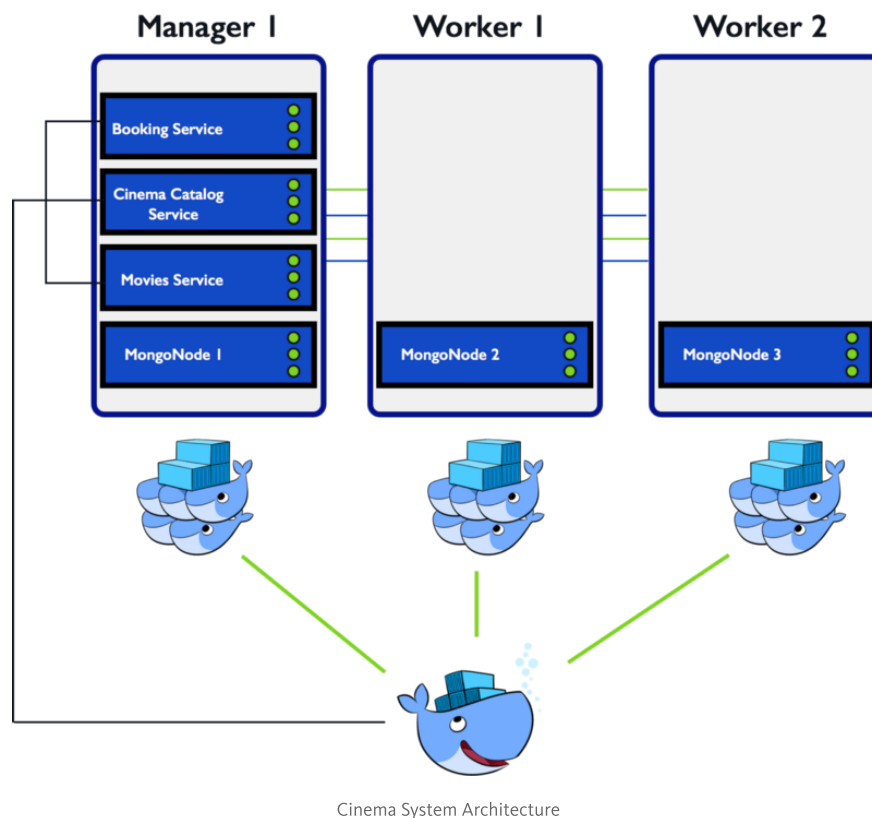 Manager 1
Worker 1
Worker 2
Booking Service
Cinema Catalog
Service
Movies Service
MongoNode 1
MongoNode 2
MongoNode 3
Cinema System Architecture